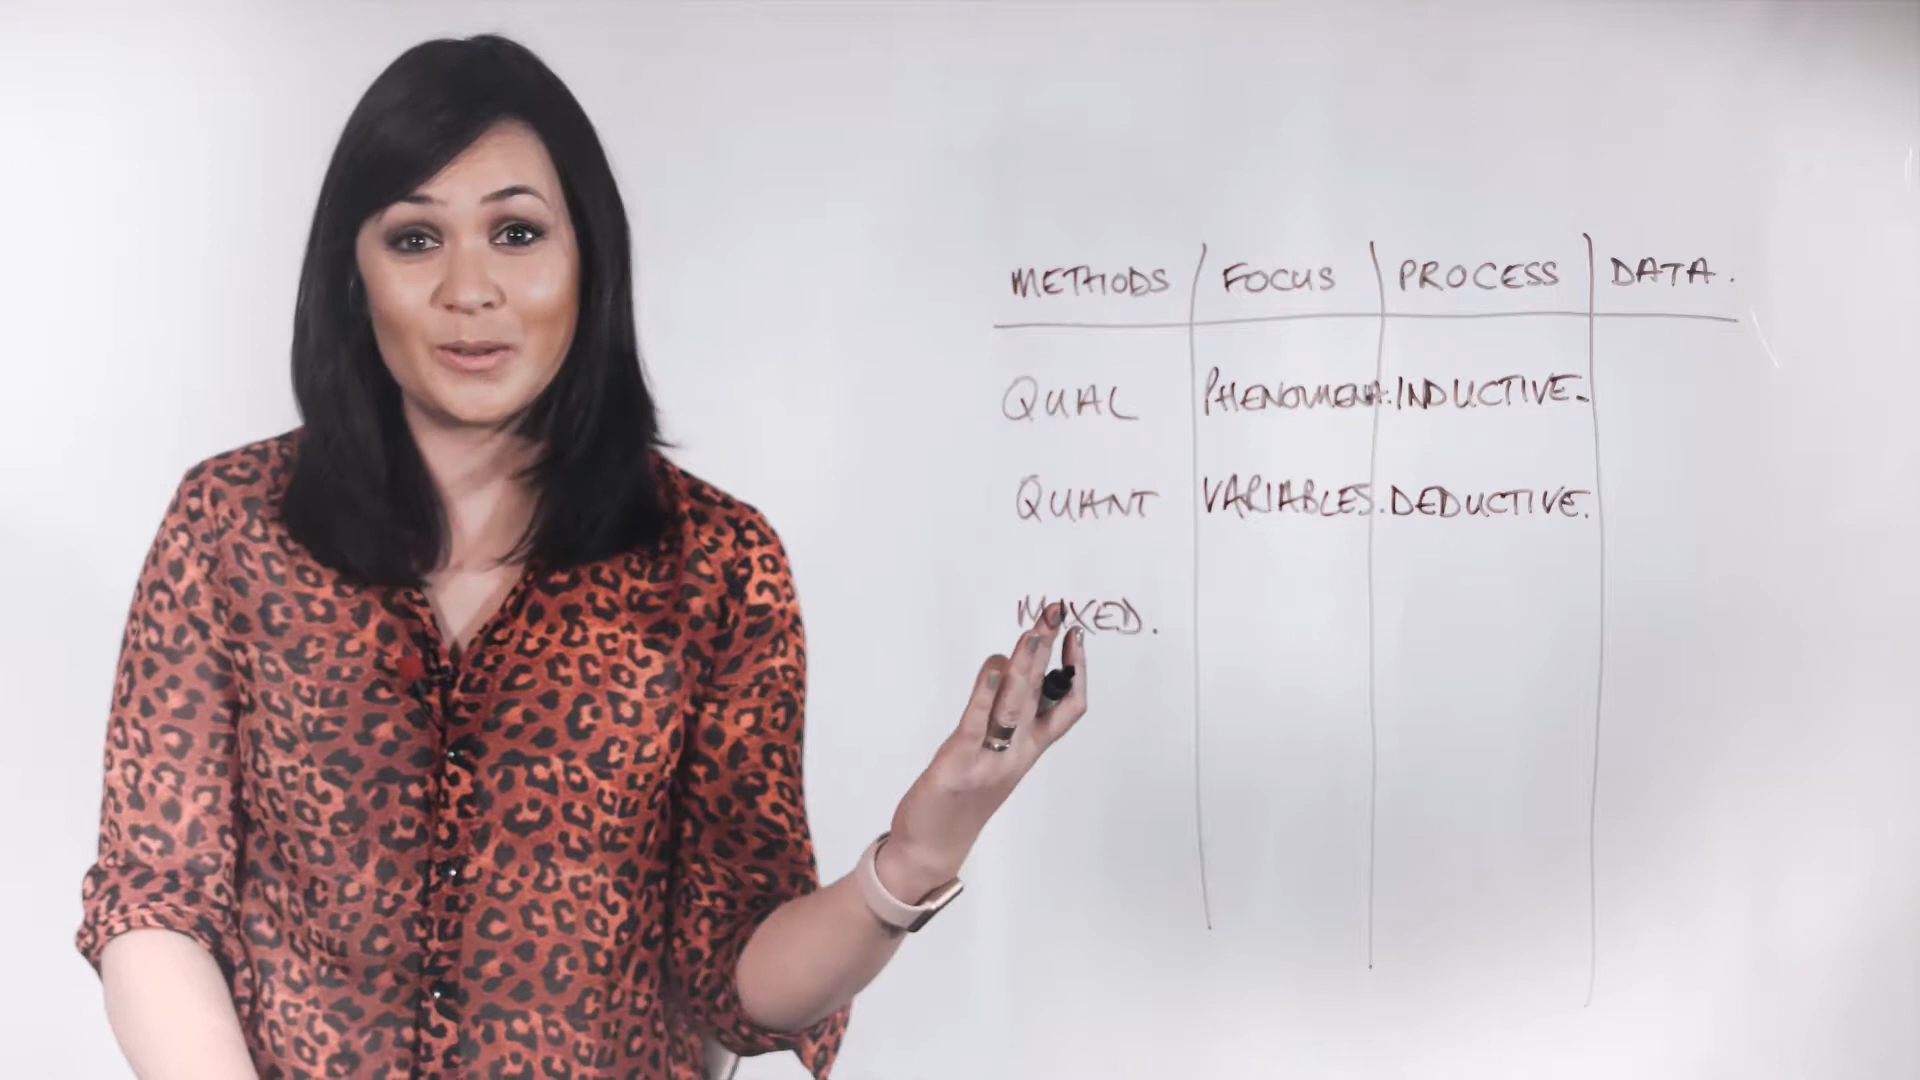 METHODS FOCUS PROCESS DATA.
QUAL PHENOMENA. INDUCTIVE.
QUANT VARIABLES. DEDUCTIVE.
MIXED.